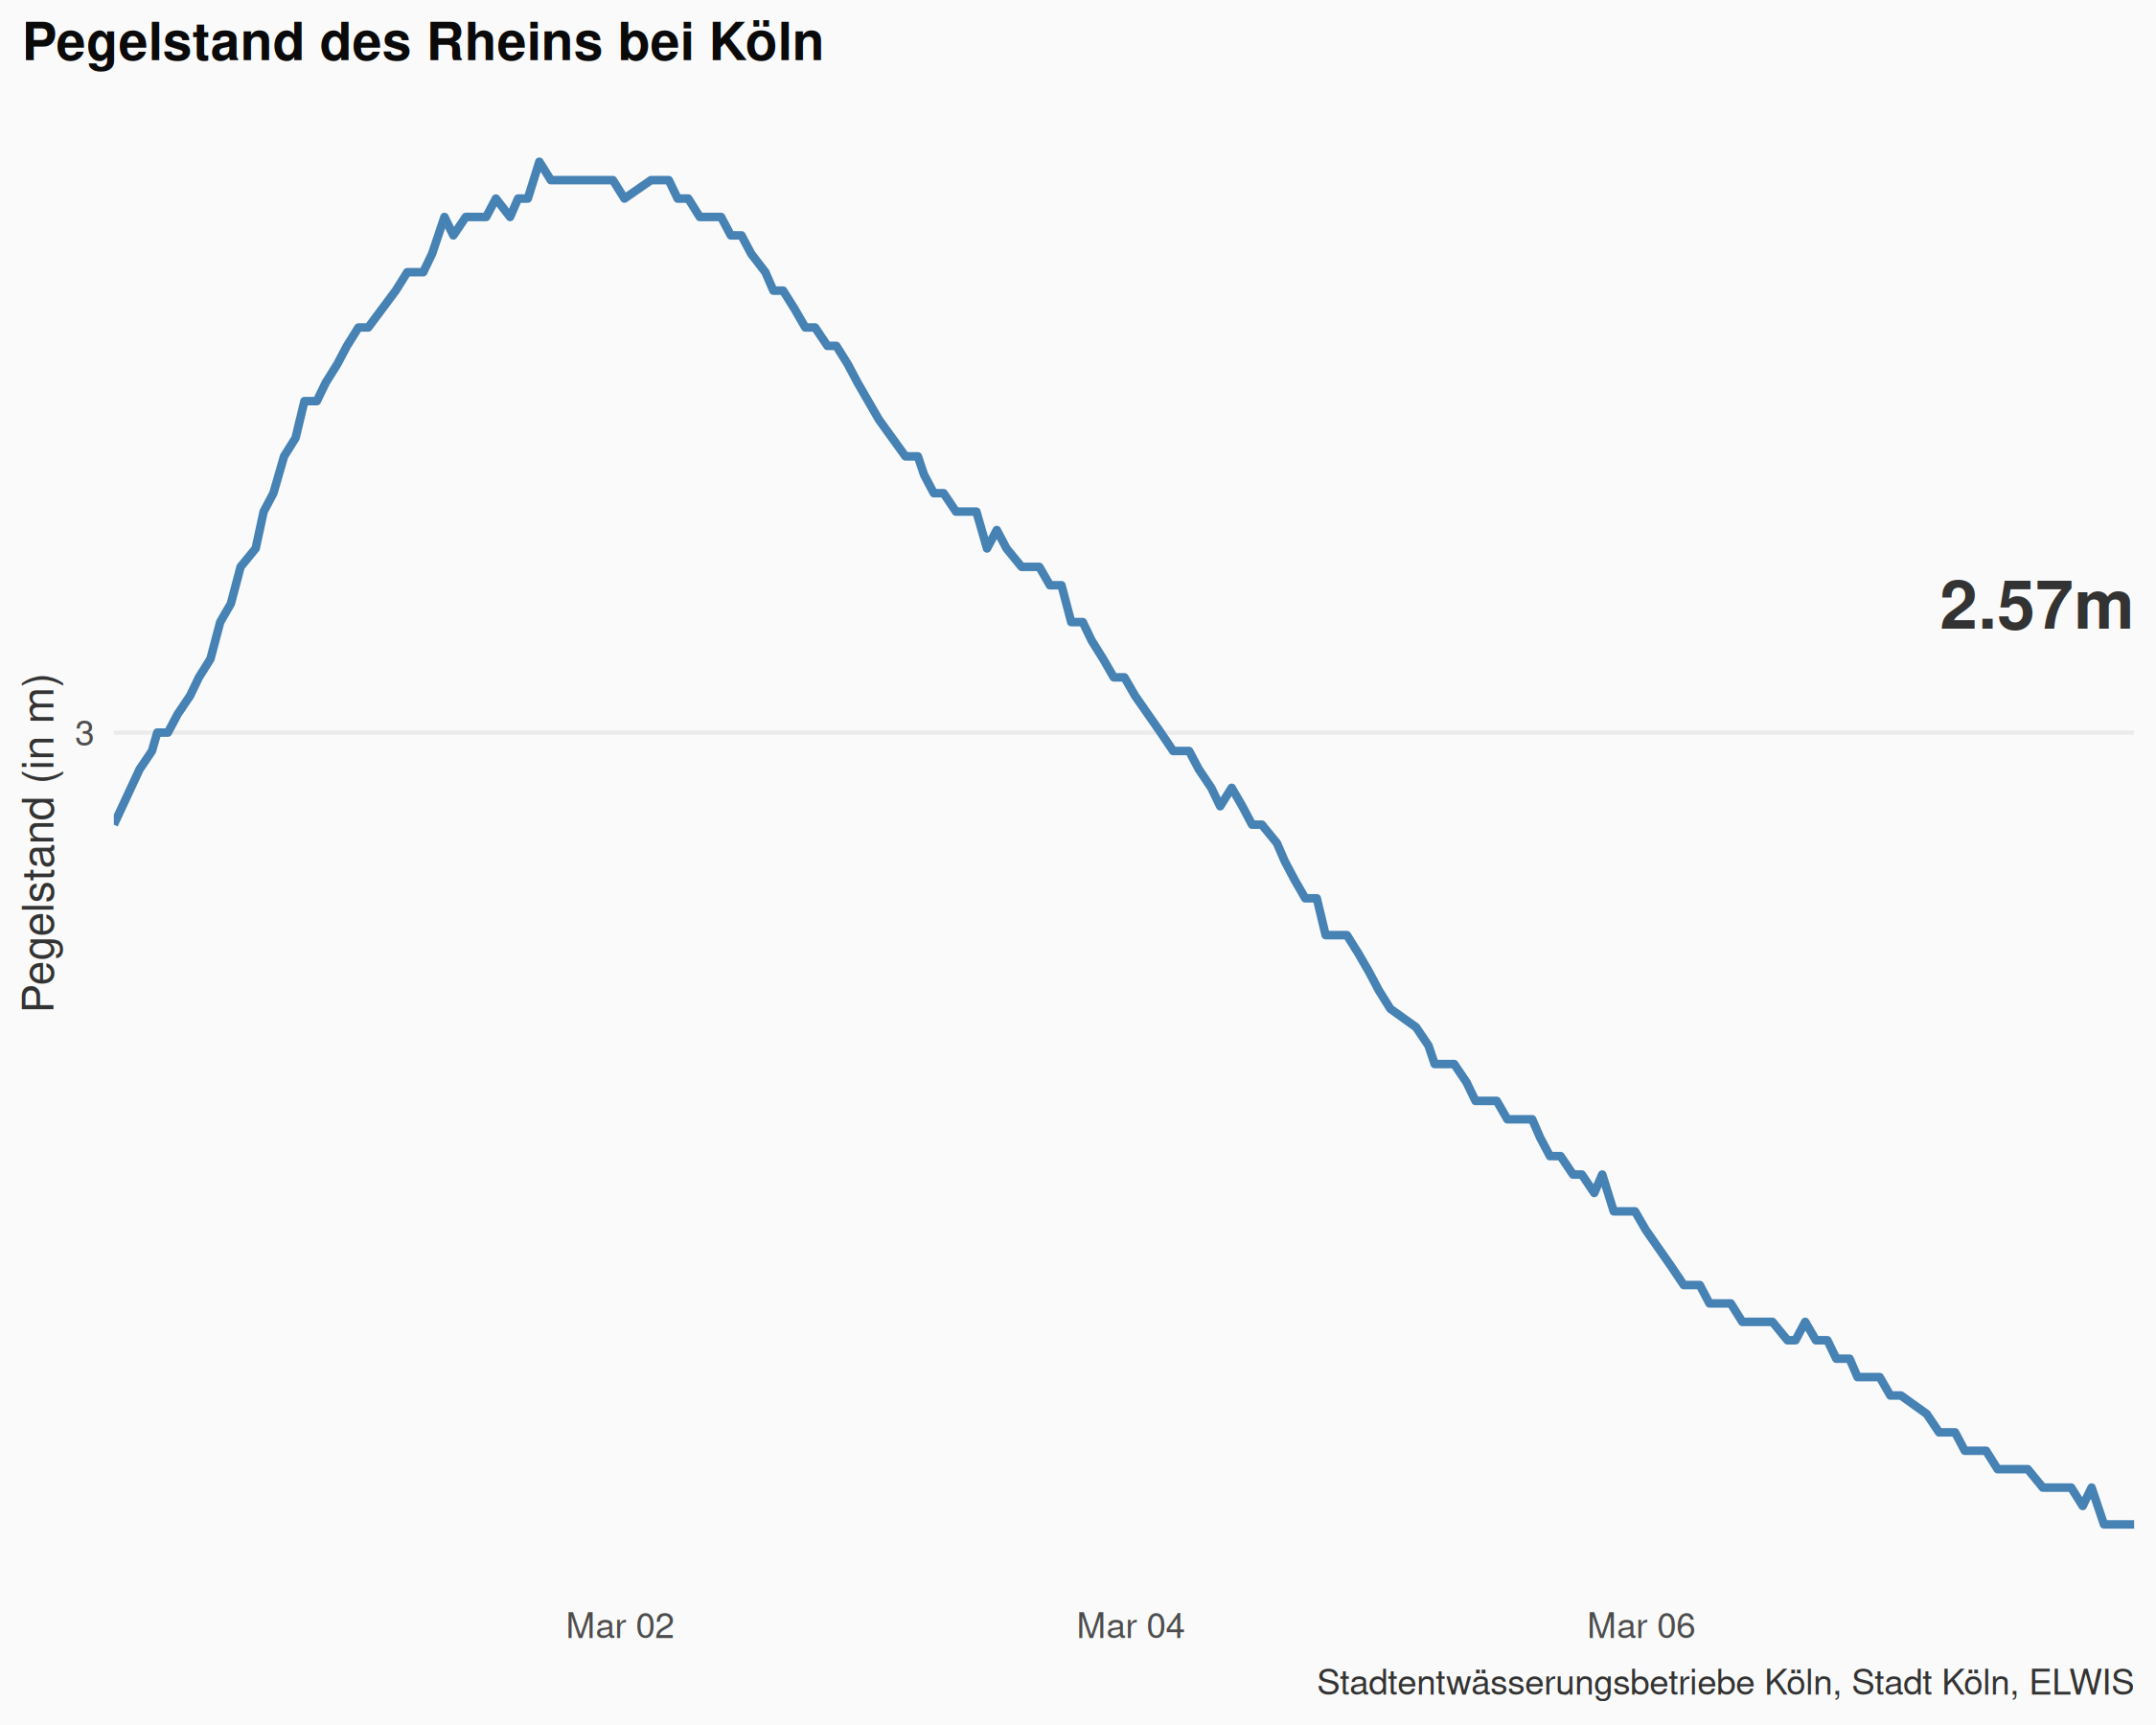 Pegelstand des Rheins bei Köln
2.57m
Pegelstand (in m)
3
Mar 02
Mar 04
Mar 06
Stadtentwässerungsbetriebe Köln, Stadt Köln, ELWIS